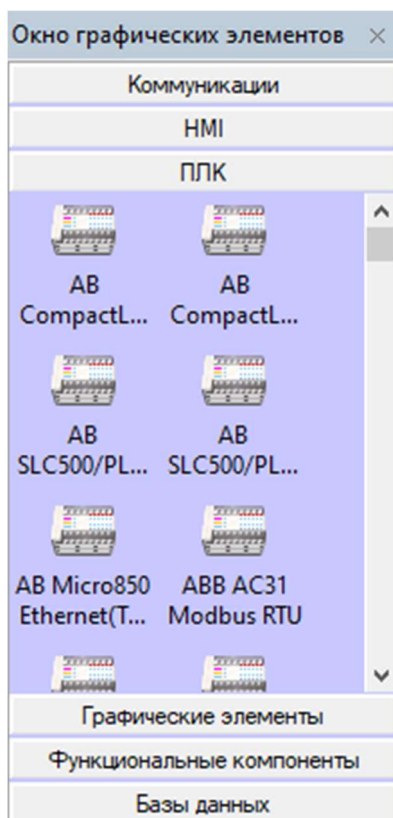 Окно графических элементов
Коммуникации
HMI
ПЛК
AB
CompactL...
AB
CompactL...
AB
SLC500/PL...
AB
SLC500/PL...
AB Micro850
Ethernet(T...
ABB AC31
Modbus RTU
Графические элементы
Функциональные компоненты
Базы данных